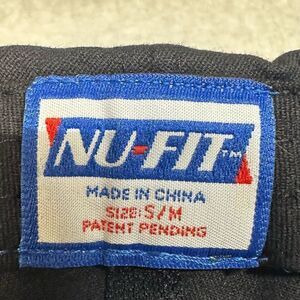 NU-FIT™
MADE IN CHINA
SIZE: S/M
PATENT PENDING